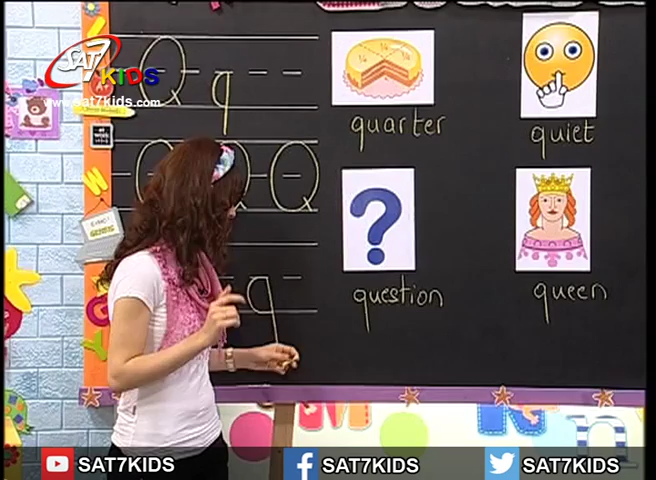 SAT7
KIDS
www.sat7kids.com
Q q
quarter
quiet
Q Q Q
question
queen
q
SAT7KIDS
SAT7KIDS
SAT7KIDS